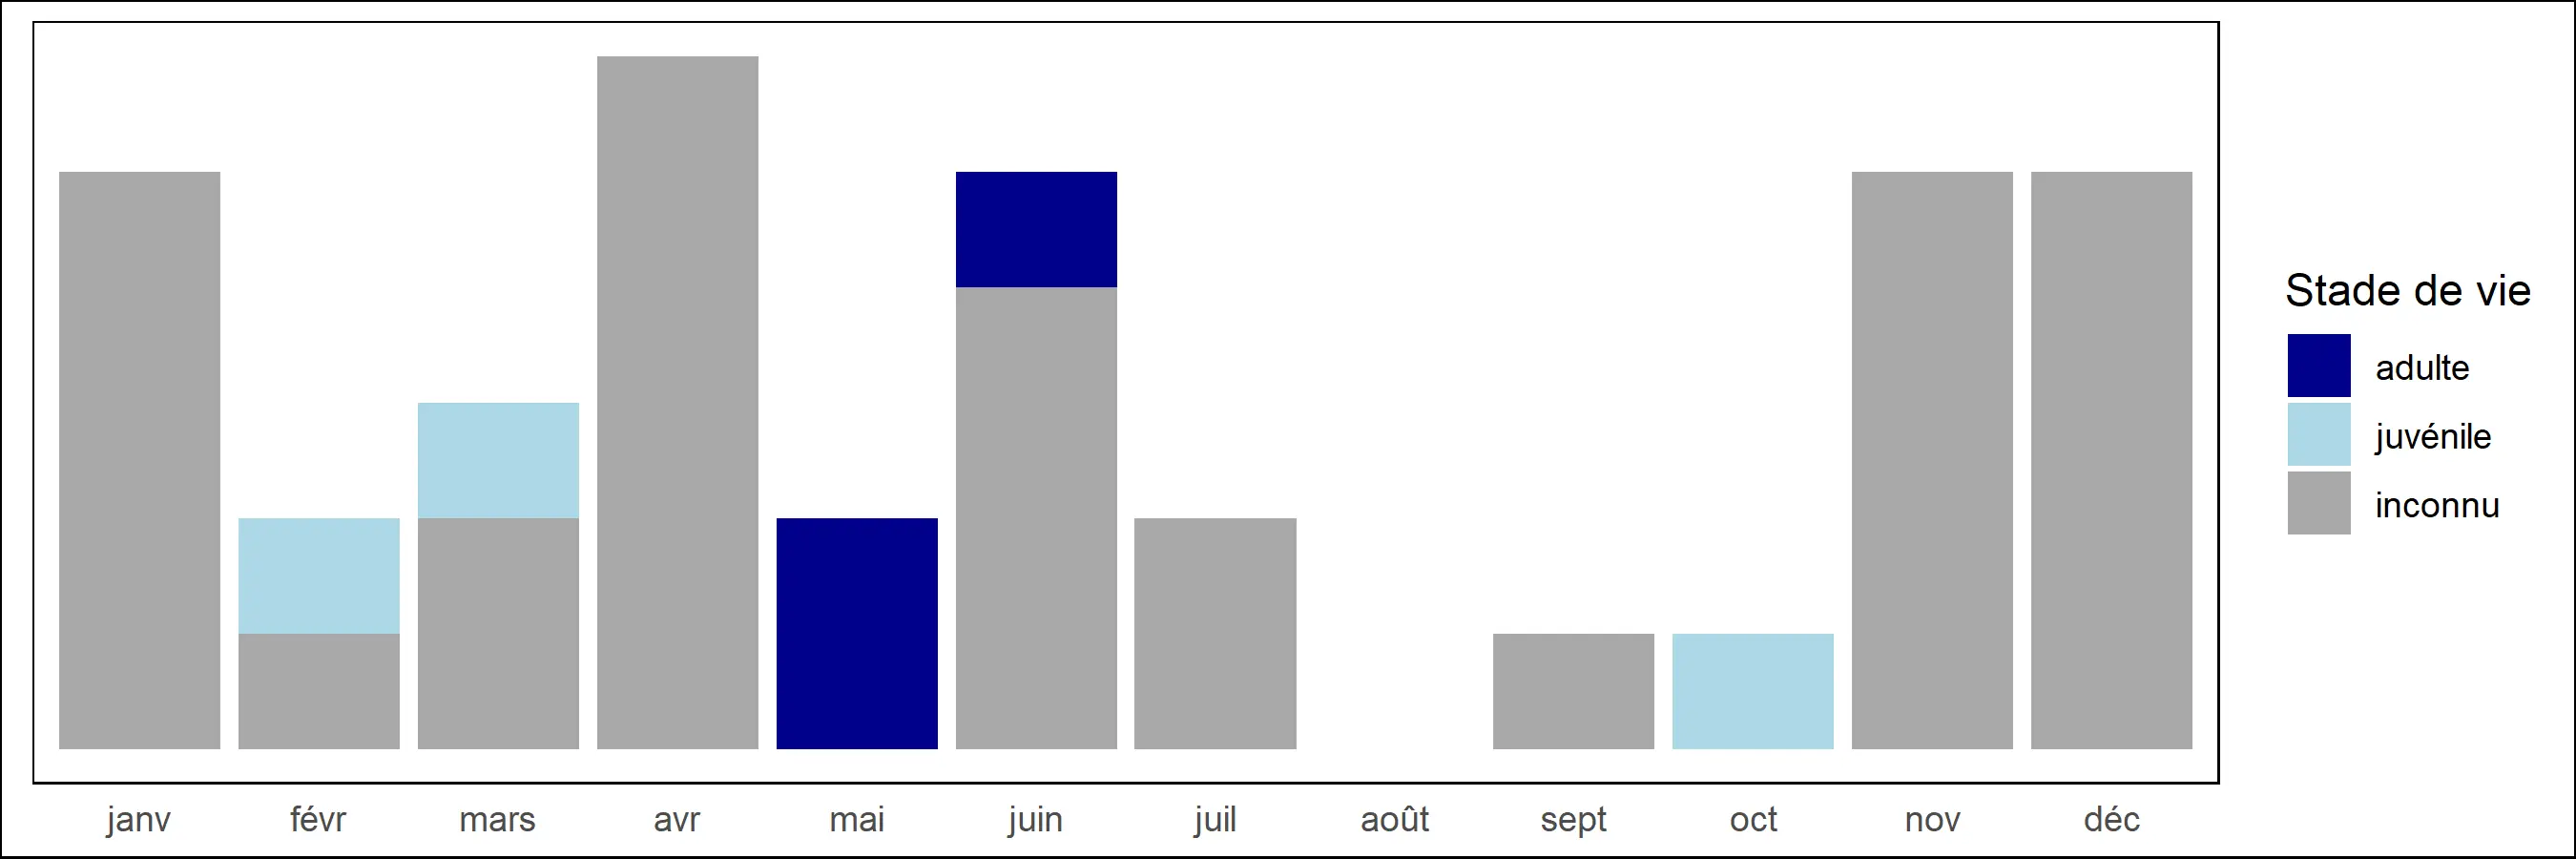 Stade de vie
adulte
juvénile
inconnu
janv févr mars avr mai juin juil août sept oct nov déc